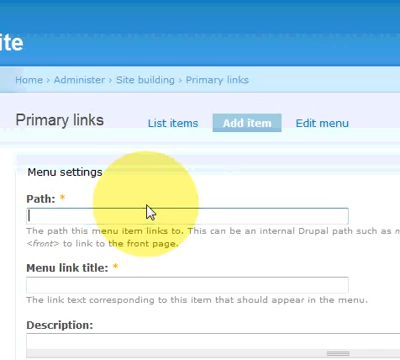 ite
Home › Administer › Site building › Primary links
Primary links
List items
Add item
Edit menu
Menu settings
Path: *
The path this menu item links to. This can be an internal Drupal path such as
<front> to link to the front page.
Menu link title: *
The link text corresponding to this item that should appear in the menu.
Description: